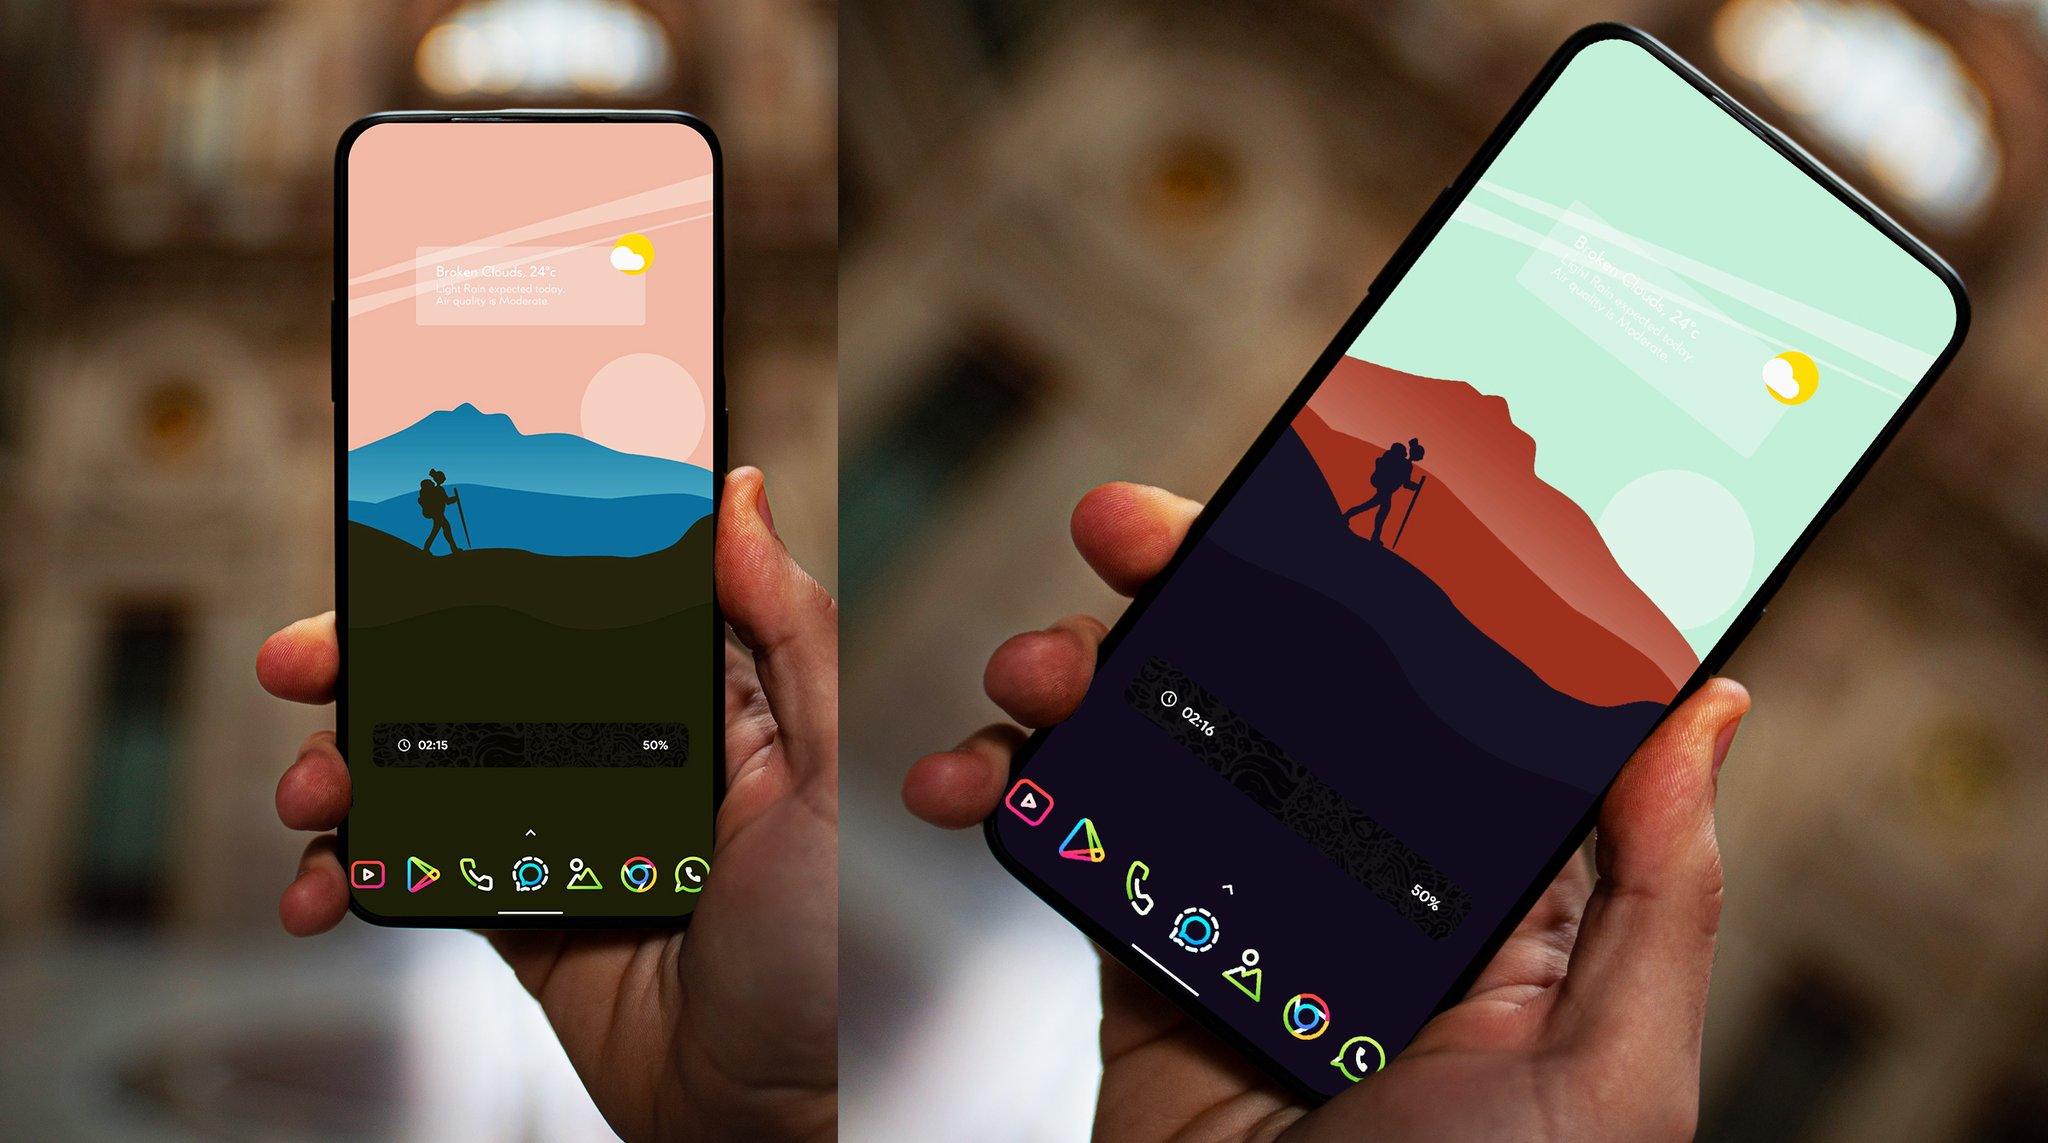 Broken Clouds, 24°c
Light Rain expected today.
Air quality is Moderate.
02:15
50%
Broken Clouds, 24°c
Light Rain expected today
Air quality is Moderate.
02:16
50%